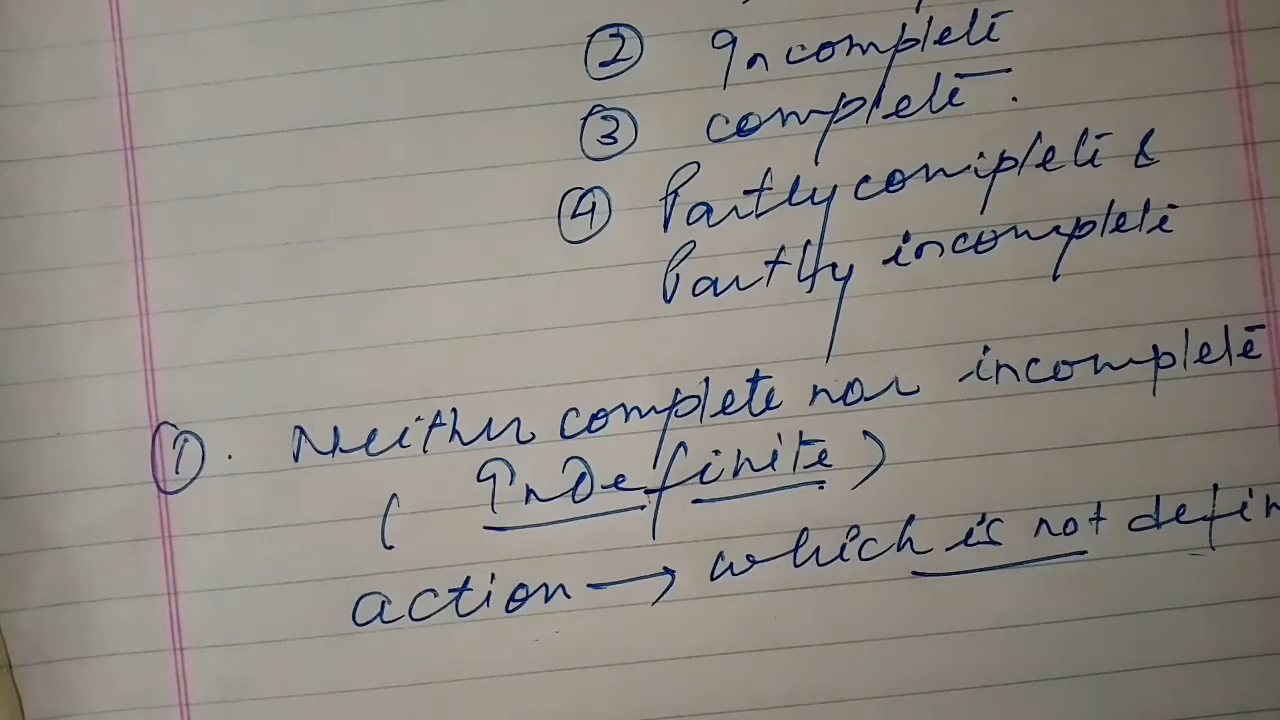 ② Incomplete
③ complete.
④ Partly complete &
Partly incomplete
①. Neither complete nor incomplete
( InDefinite )
action → which is not defin